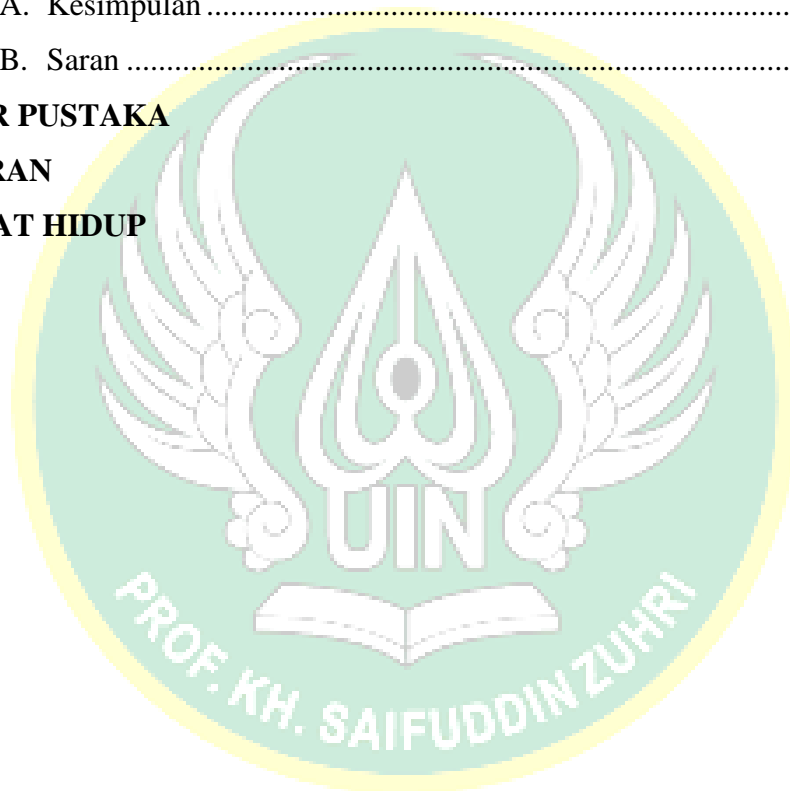 A. Kesimpulan ........................................................................
B. Saran ..................................................................................
R PUSTAKA
RAN
AT HIDUP
UIN
PROF. KH. SAIFUDDIN ZUHRI